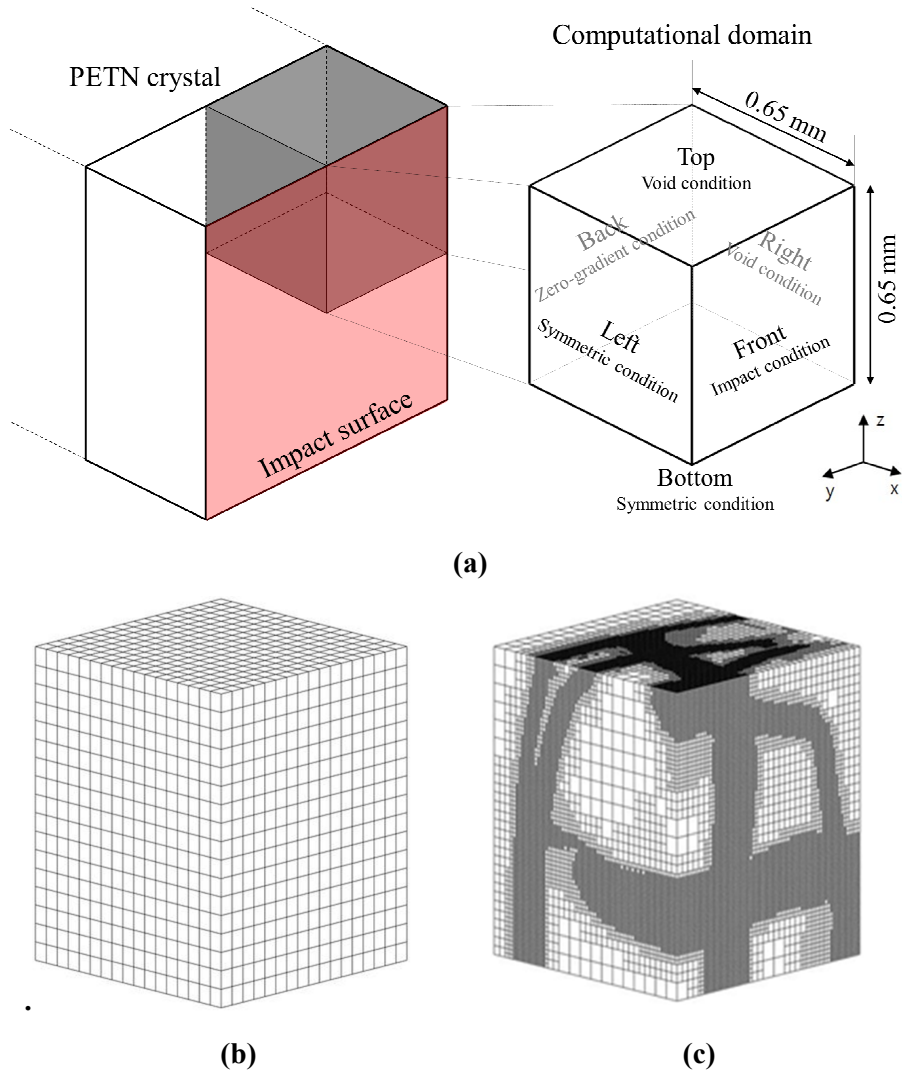 Computational domain
PETN crystal
0.65 mm
Top
Void condition
Back
Zero-gradient condition
Right
Void condition
0.65 mm
Left
Symmetric condition
Front
Impact condition
Impact surface
z
y
x
Bottom
Symmetric condition
(a)
.
(b)
(c)